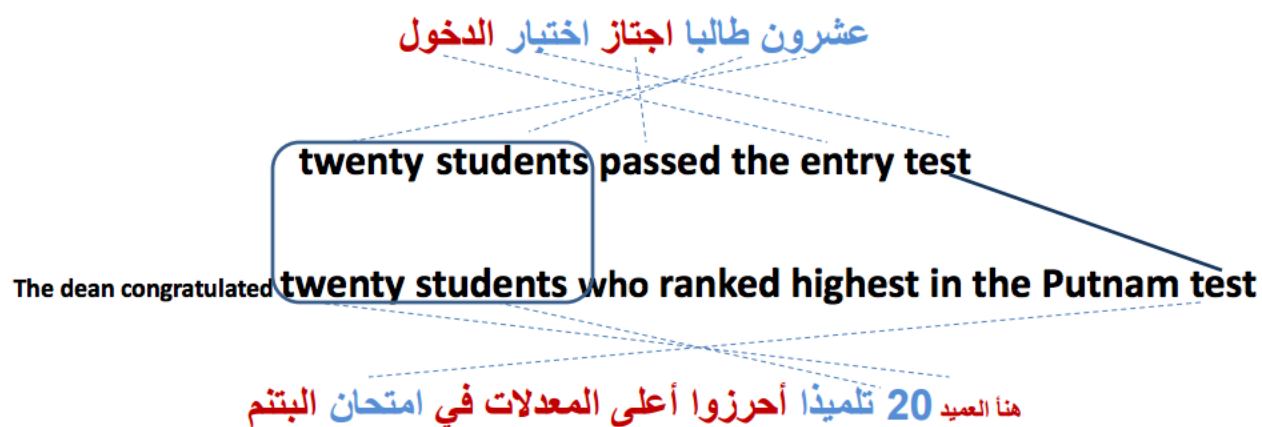 عشرون طالبا اجتاز اختبار الدخول
twenty students passed the entry test
The dean congratulated twenty students who ranked highest in the Putnam test
هنأ العميد 20 تلميذا أحرزوا أعلى المعدلات في امتحان البتنم